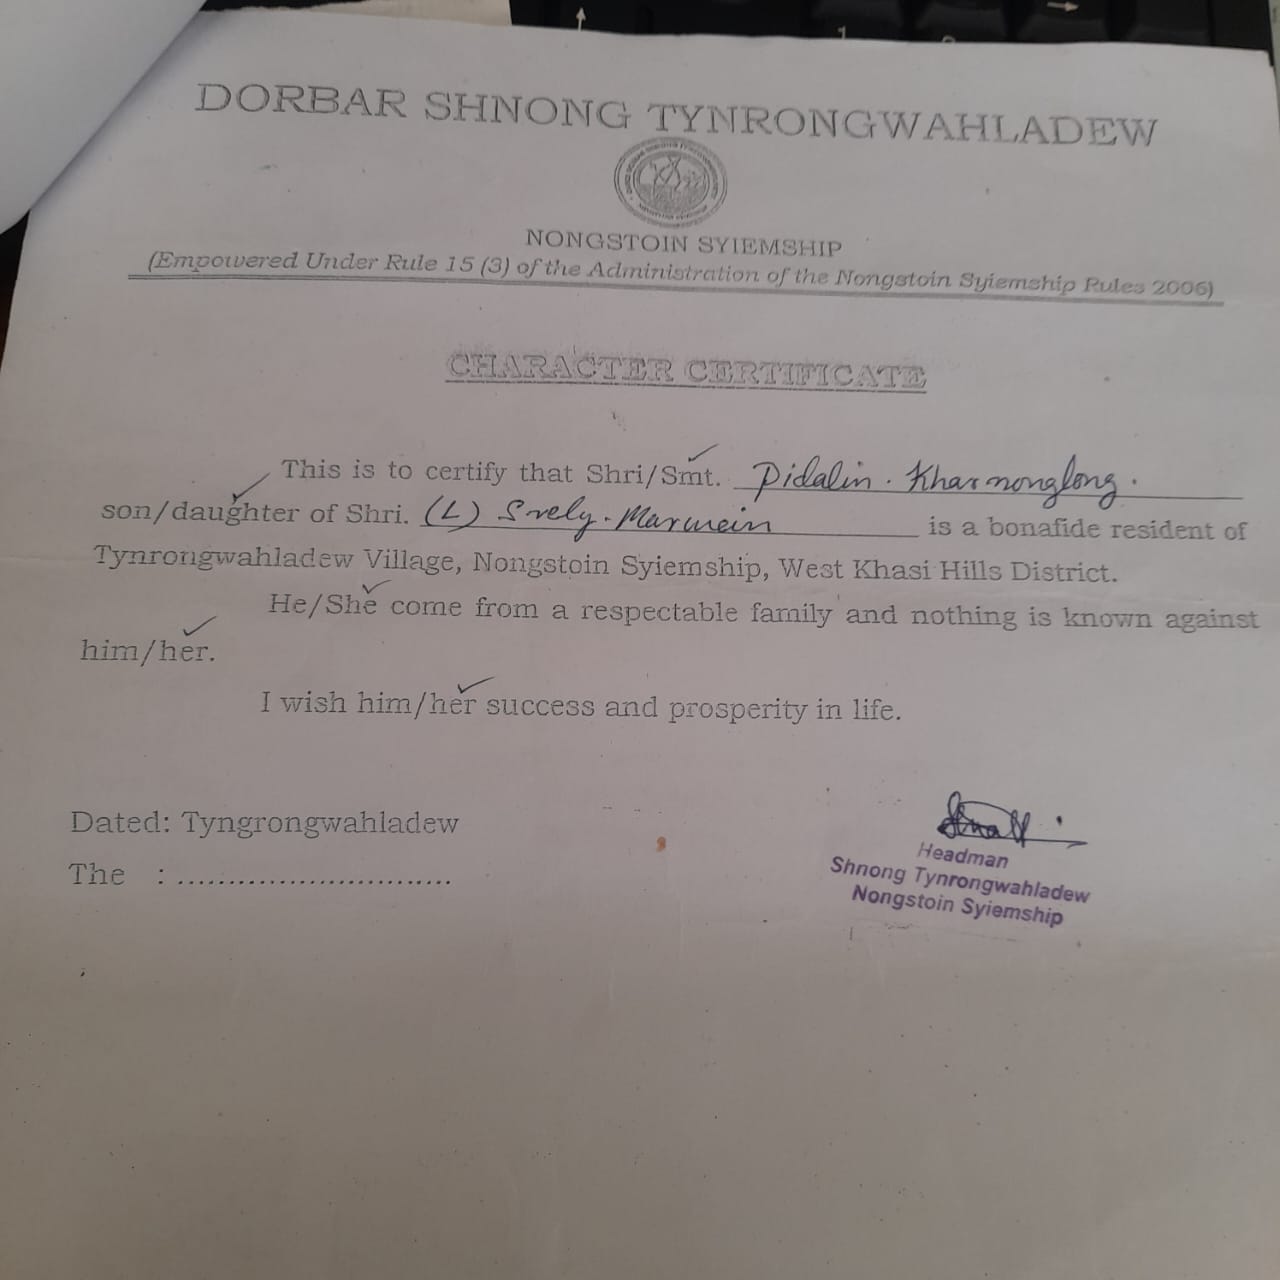 DORBAR SHNONG TYNRONGWAHLADEW
NONGSTOIN SYIEMSHIP
(Empowered Under Rule 15 (3) of the Administration of the Nongstoin Syiemship Rules 2006)
CHARACTER CERTIFICATE
This is to certify that Shri/Smt. Didalin. Kharnonglong.
son/daughter of Shri. (L) Srely. Marwein is a bonafide resident of
Tynrongwahladew Village, Nongstoin Syiemship, West Khasi Hills District.
He/She come from a respectable family and nothing is known against
him/her.
I wish him/her success and prosperity in life.
Dated: Tyngrongwahladew
The : ...........................
Headman
Shnong Tynrongwahladew
Nongstoin Syiemship